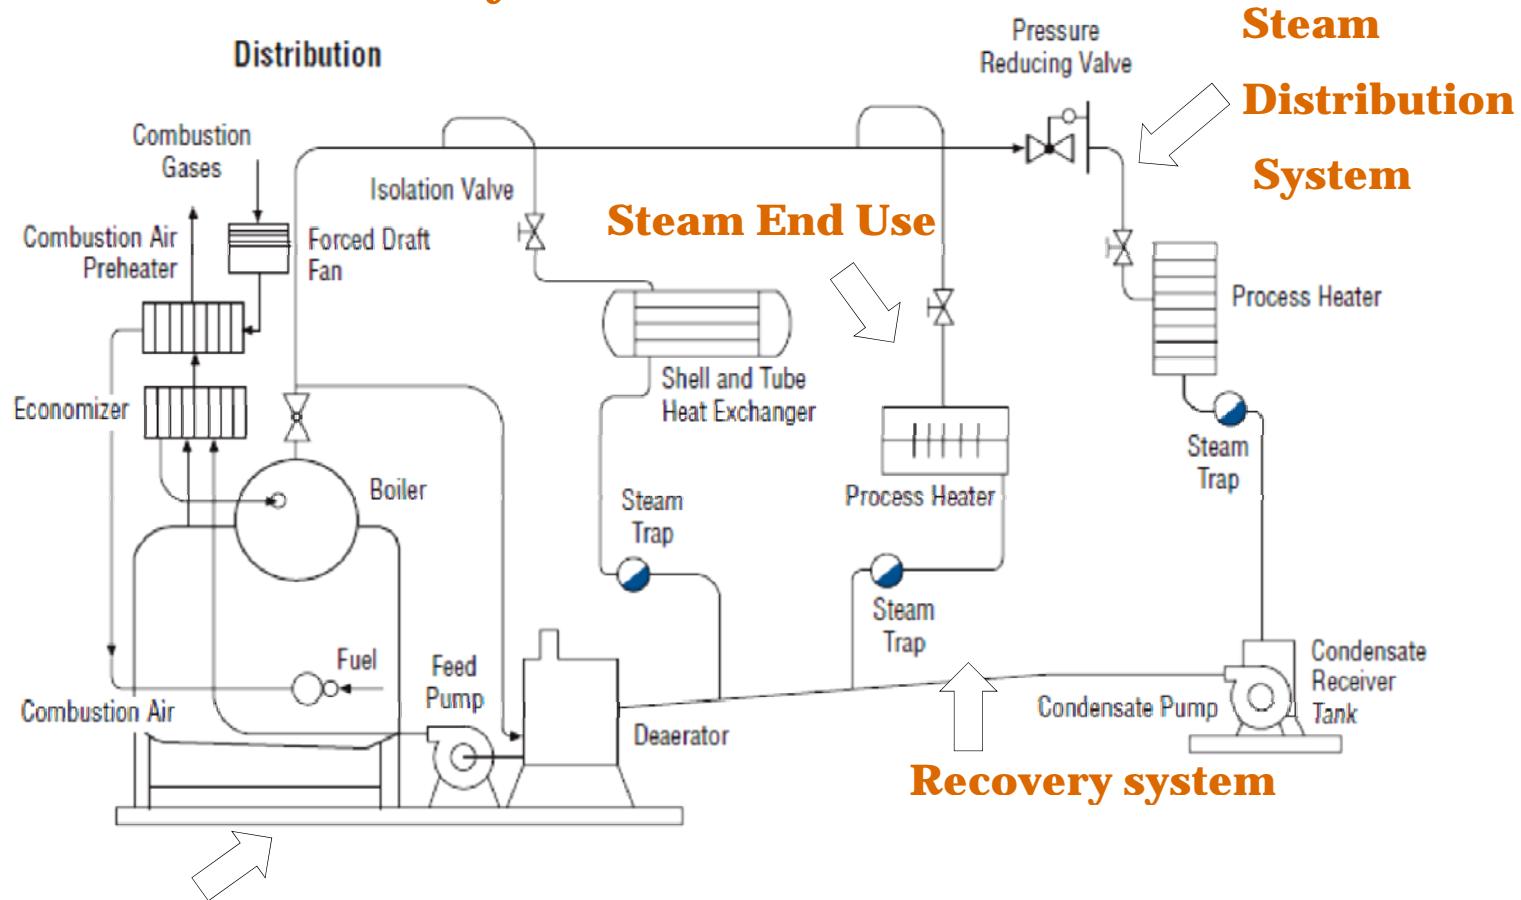 Distribution
Pressure
Reducing Valve
Steam
Distribution
System
Combustion
Gases
Isolation Valve
Steam End Use
Combustion Air
Preheater
Forced Draft
Fan
Process Heater
Shell and Tube
Heat Exchanger
Economizer
Steam
Trap
Boiler
Process Heater
Steam
Trap
Steam
Trap
Fuel
Feed
Pump
Combustion Air
Condensate
Receiver
Tank
Condensate Pump
Deaerator
Recovery system